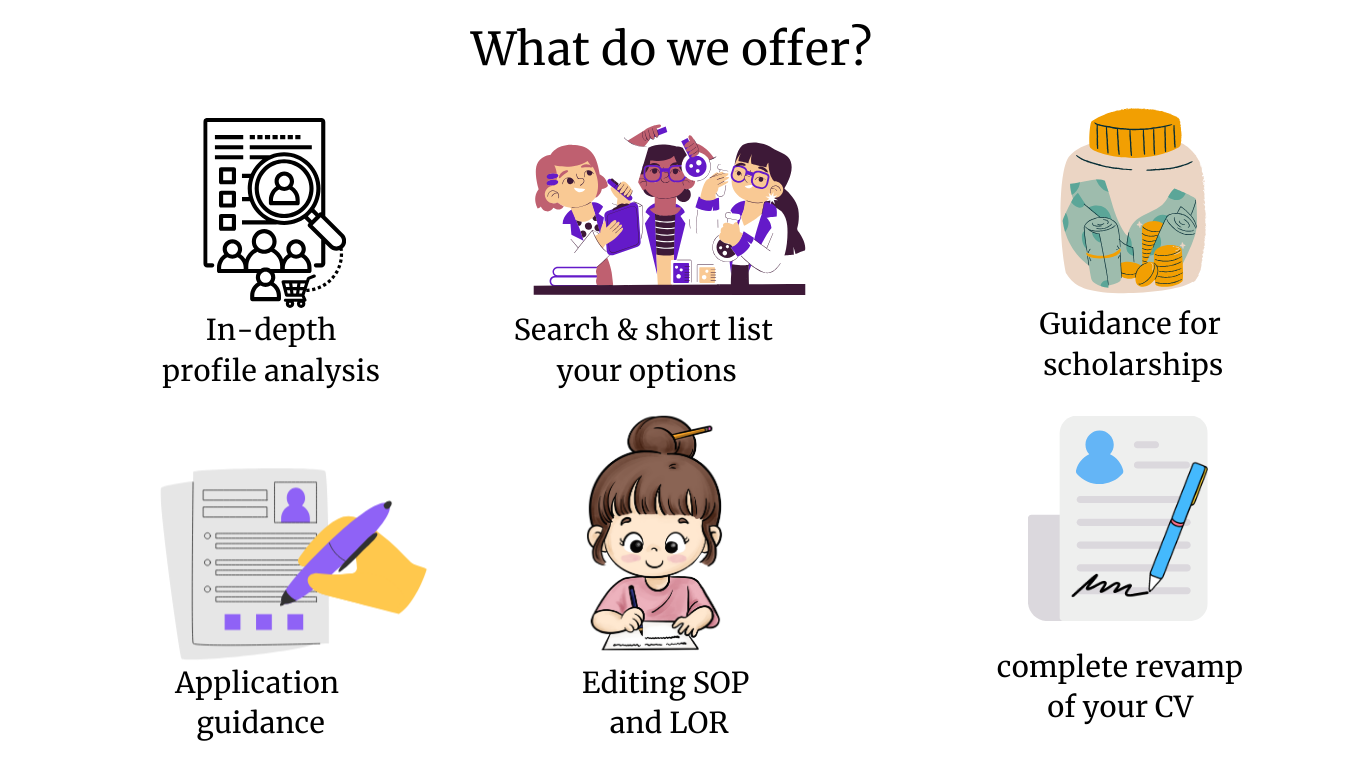 What do we offer?
In-depth
profile analysis
Search & short list
your options
Guidance for
scholarships
Application
guidance
Editing SOP
and LOR
complete revamp
of your CV